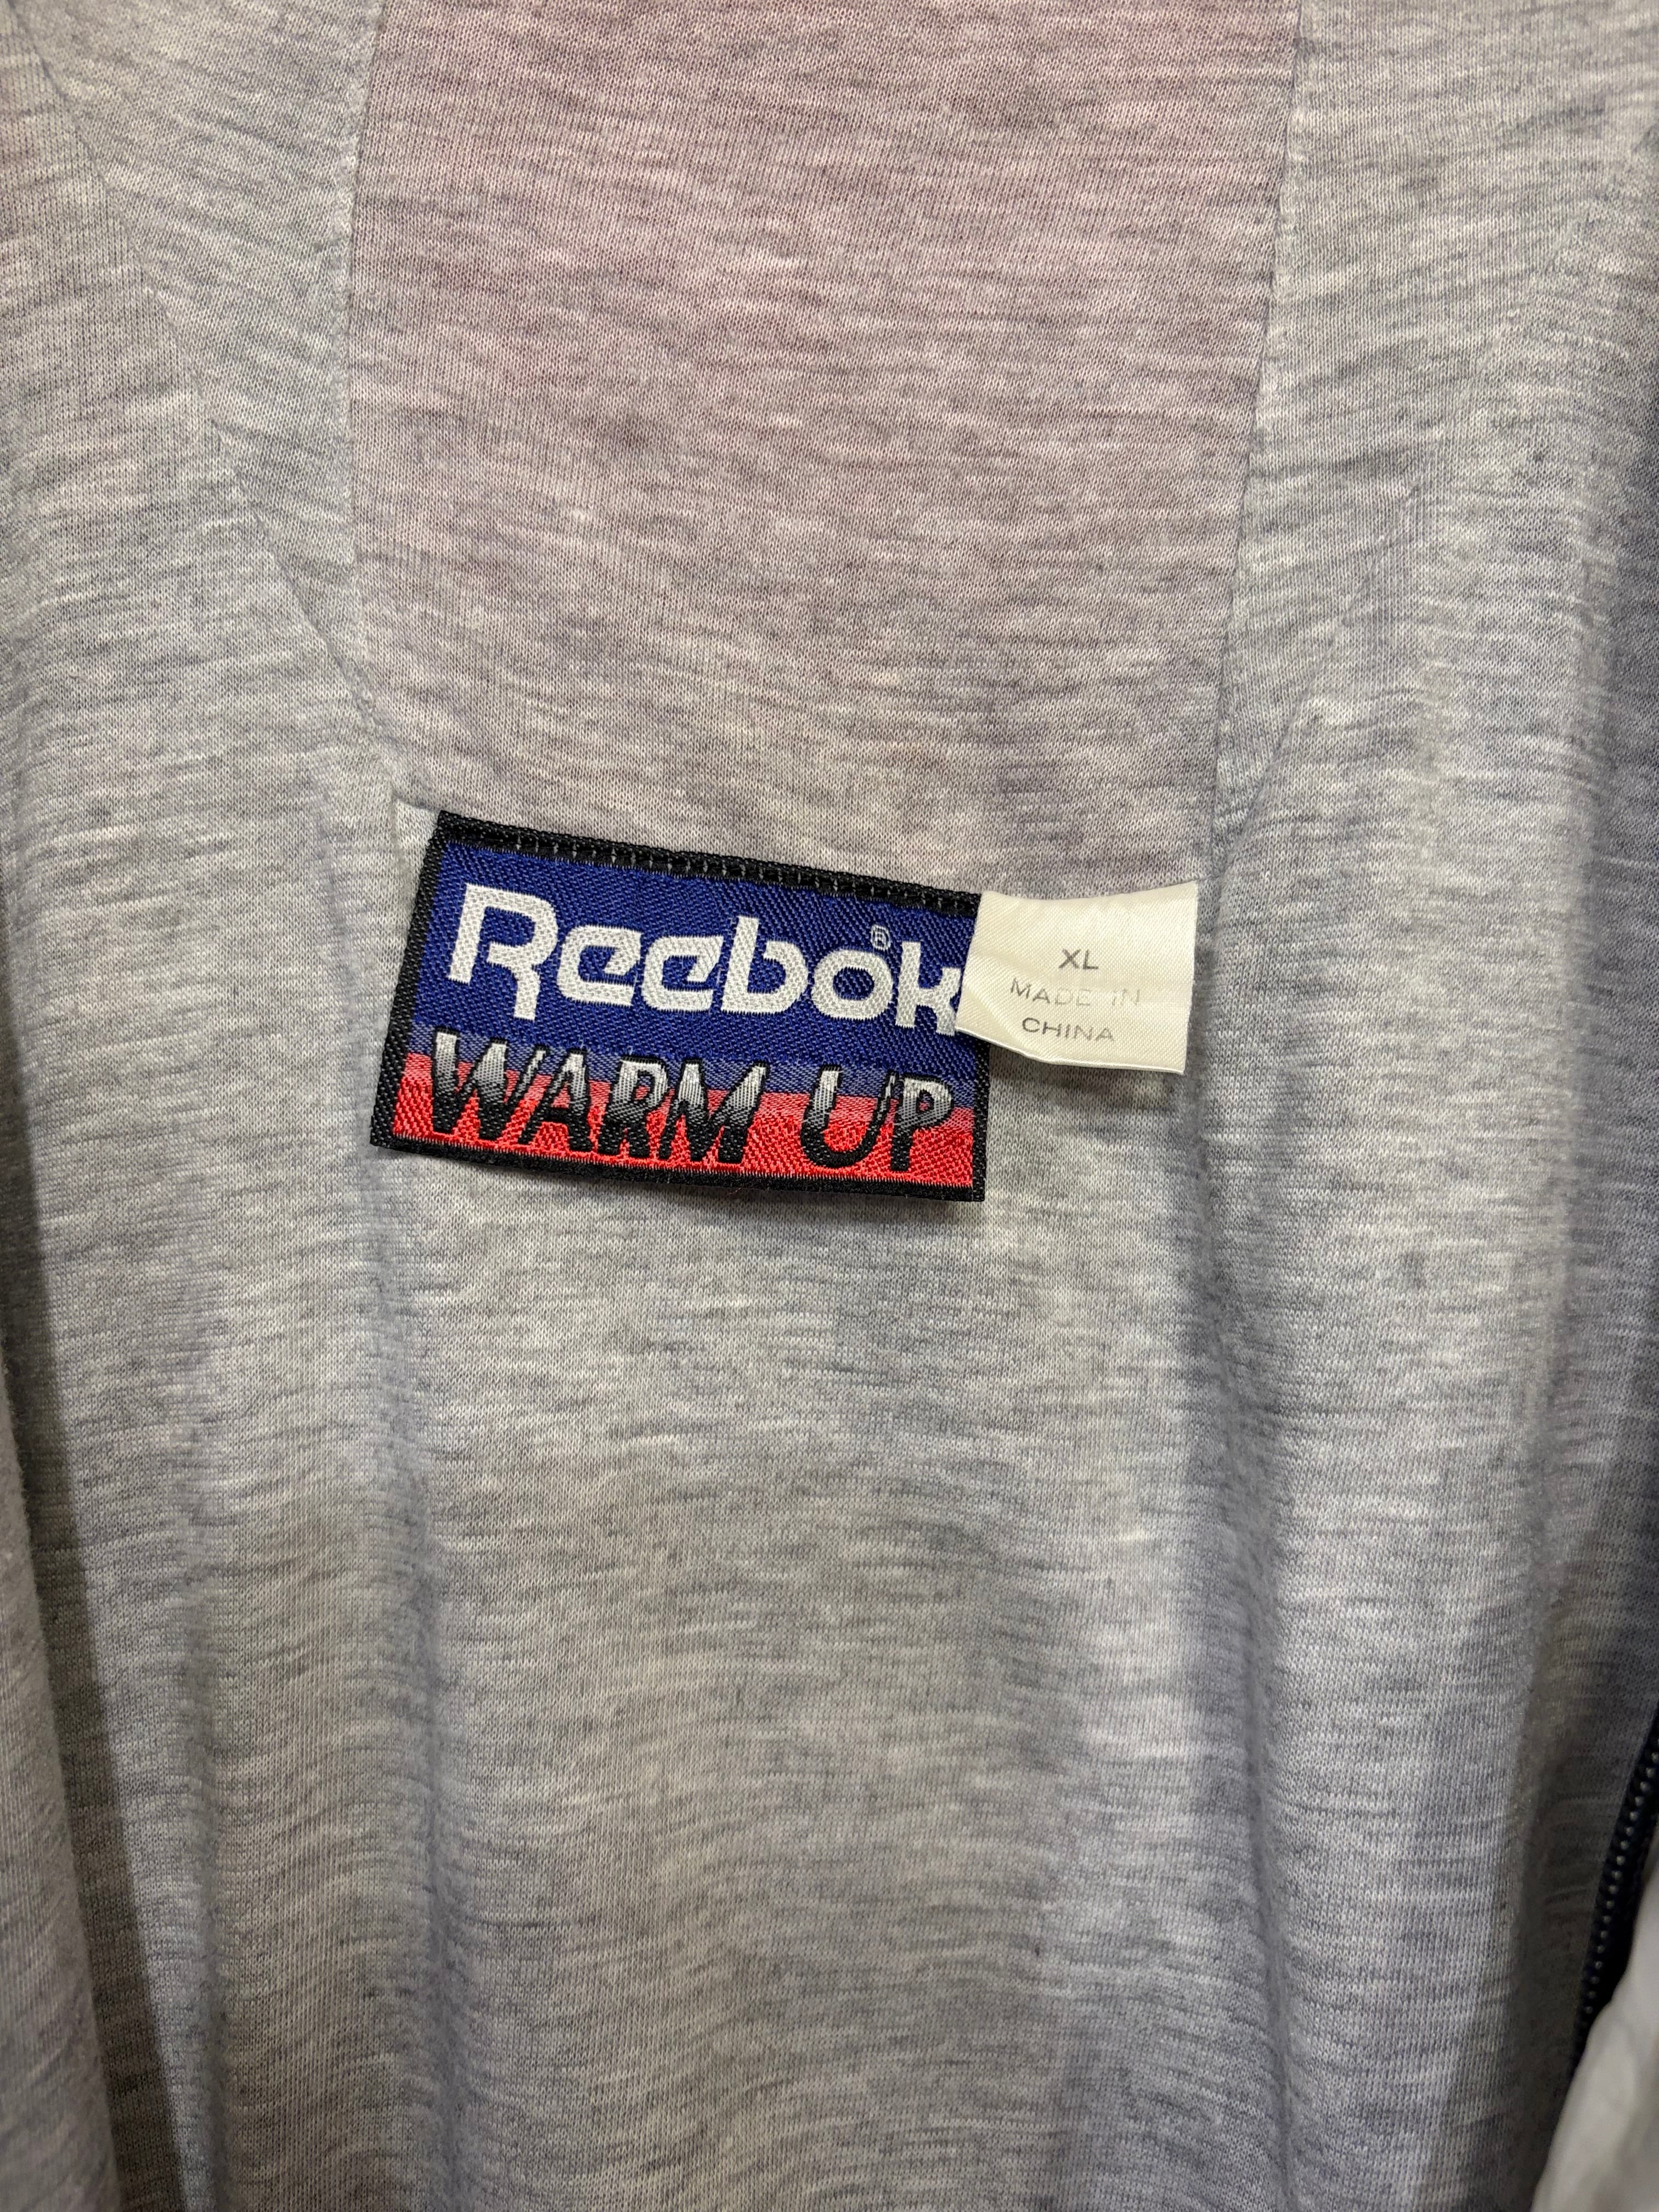 Reebok®
WARM UP
XL
MADE IN
CHINA